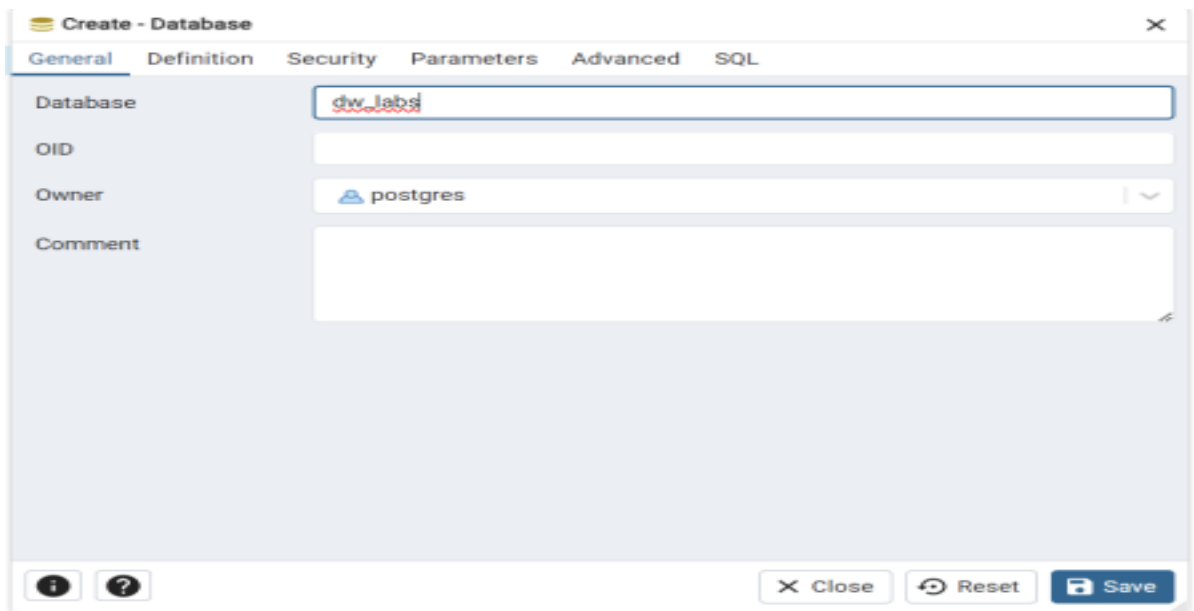 Create - Database
General Definition Security Parameters Advanced SQL
Database dw_labs
OID
Owner postgres
Comment
Close Reset Save